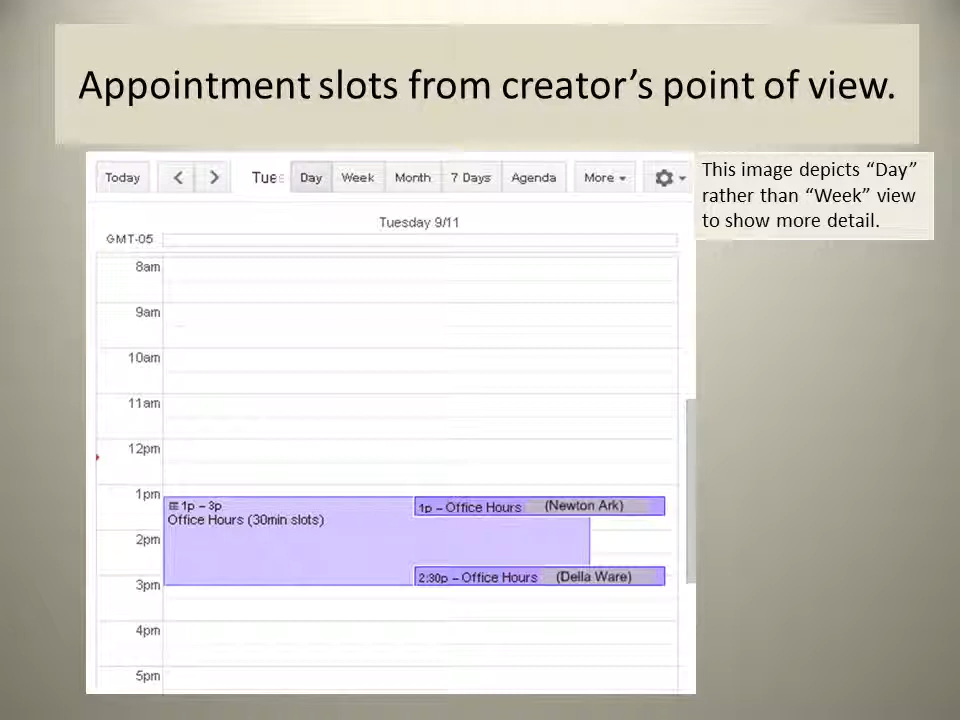 Appointment slots from creator's point of view.
Today < > Tue Day Week Month 7 Days Agenda More
This image depicts “Day”
rather than “Week” view
to show more detail.
Tuesday 9/11
GMT-05
8am
9am
10am
11am
12pm
1pm
1p – 3p
Office Hours (30min slots)
1p – Office Hours (Newton Ark)
2pm
2:30p – Office Hours (Della Ware)
3pm
4pm
5pm